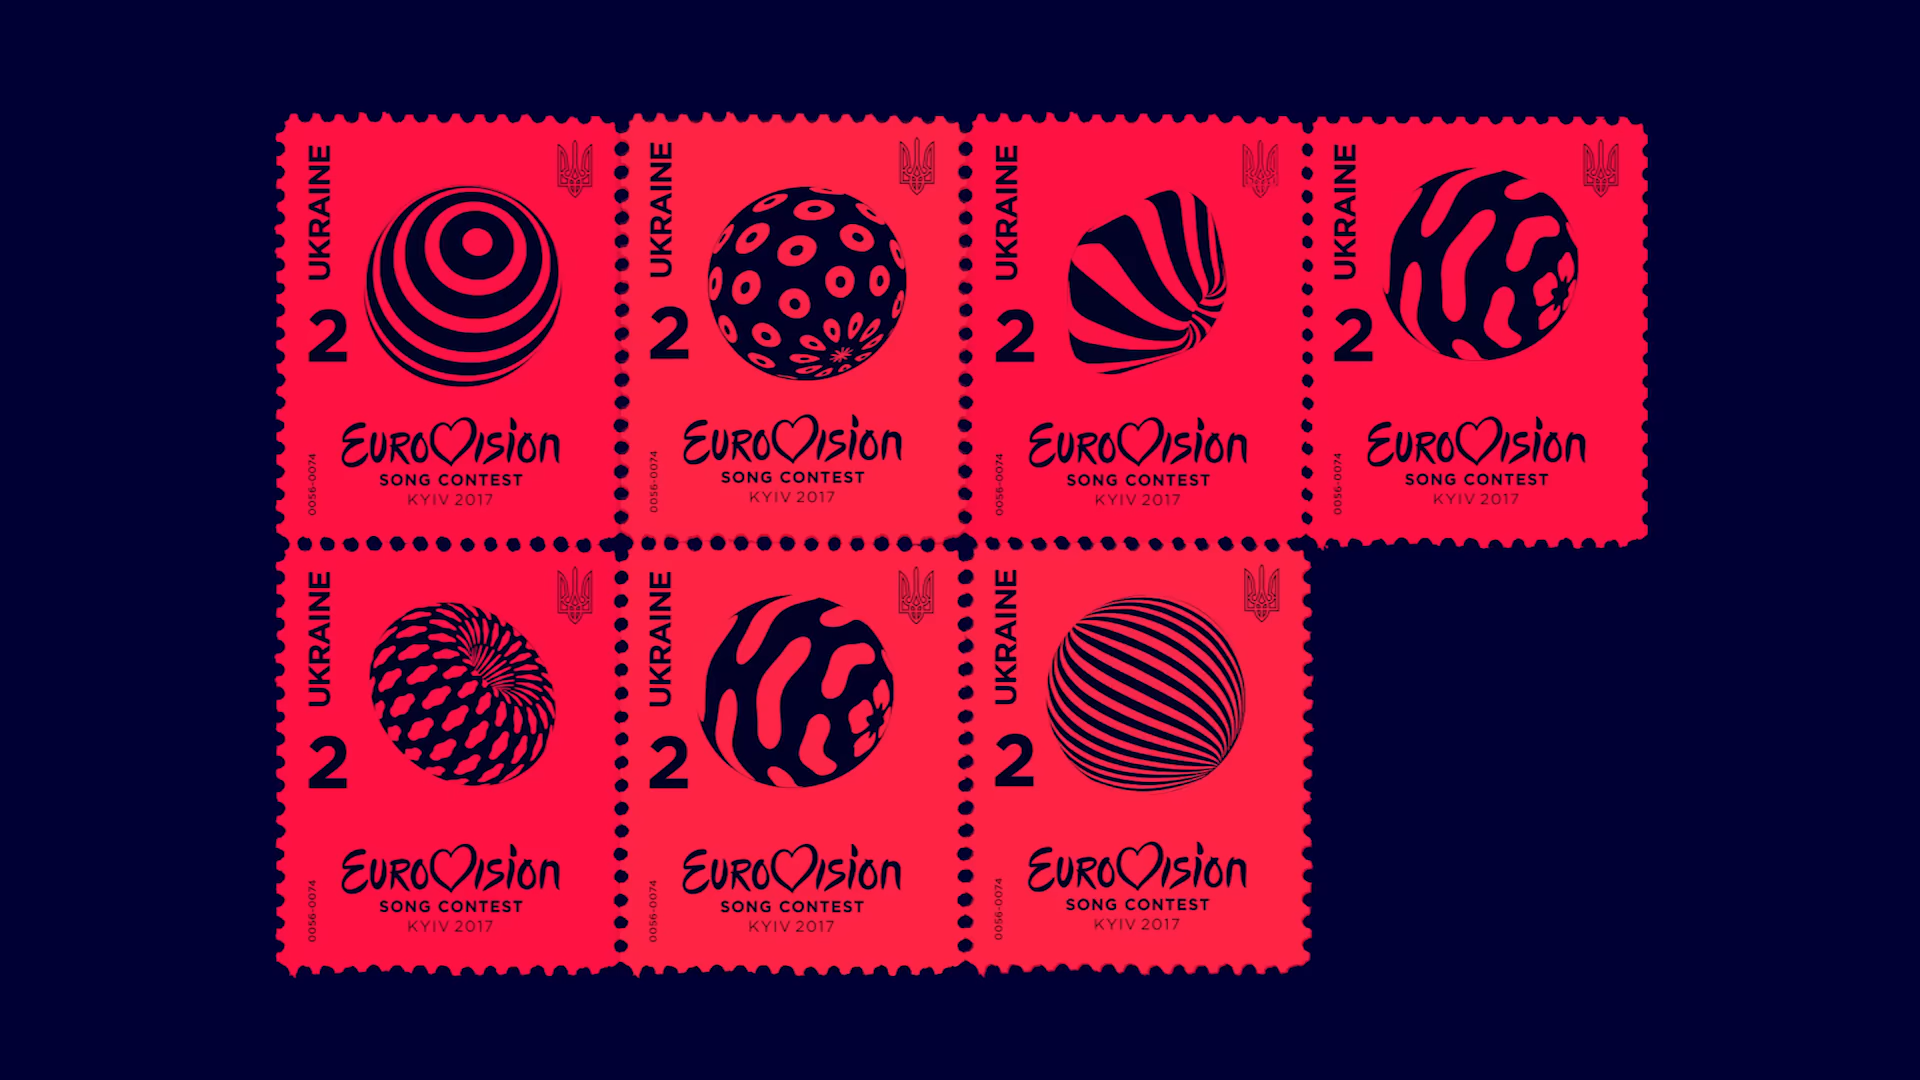 UKRAINE
2
EUROVISION
SONG CONTEST
KYIV 2017
0056-0074
UKRAINE
2
EUROVISION
SONG CONTEST
KYIV 2017
0056-0074
UKRAINE
2
EUROVISION
SONG CONTEST
KYIV 2017
0056-0074
UKRAINE
2
EUROVISION
SONG CONTEST
KYIV 2017
0056-0074
UKRAINE
2
EUROVISION
SONG CONTEST
KYIV 2017
0056-0074
UKRAINE
2
EUROVISION
SONG CONTEST
KYIV 2017
0056-0074
UKRAINE
2
EUROVISION
SONG CONTEST
KYIV 2017
0056-0074